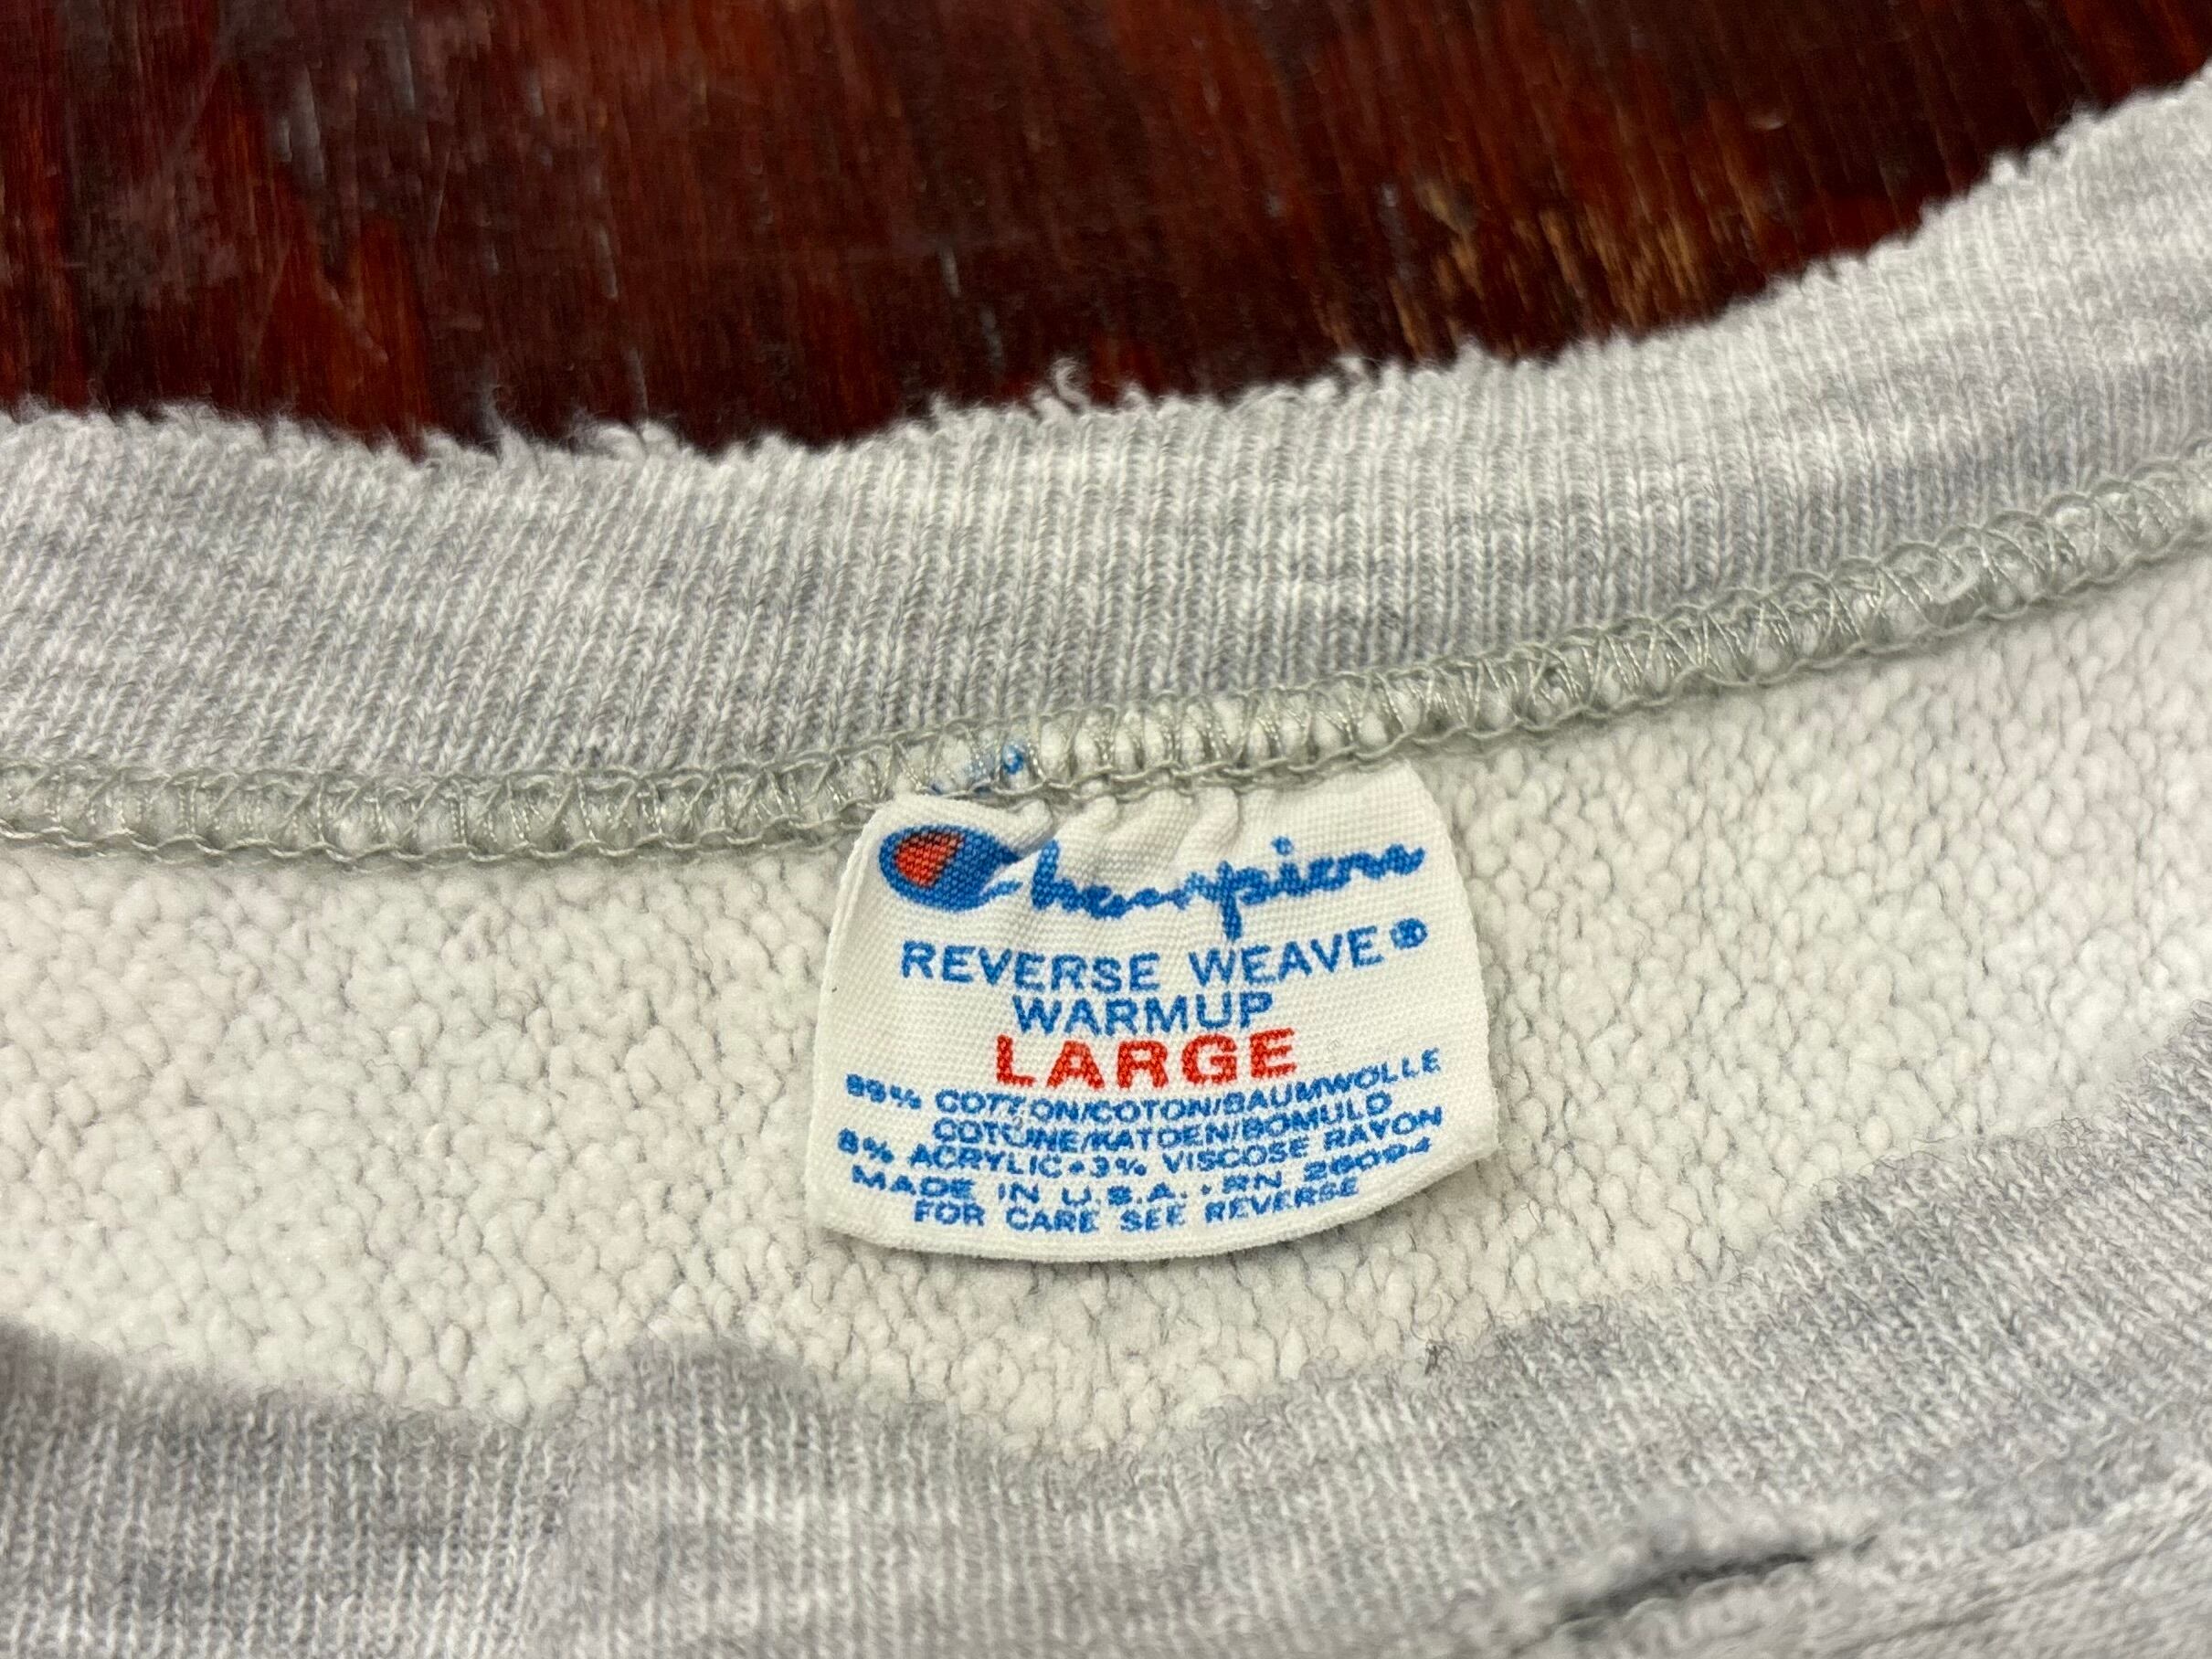 Champion
REVERSE WEAVE®
WARMUP
LARGE
89% COTTON/COTON/BAUMWOLLE
COTONE/KATOEN/BOMULD
8% ACRYLIC•3% VISCOSE RAYON
MADE IN U.S.A. • RN 26094
FOR CARE SEE REVERSE